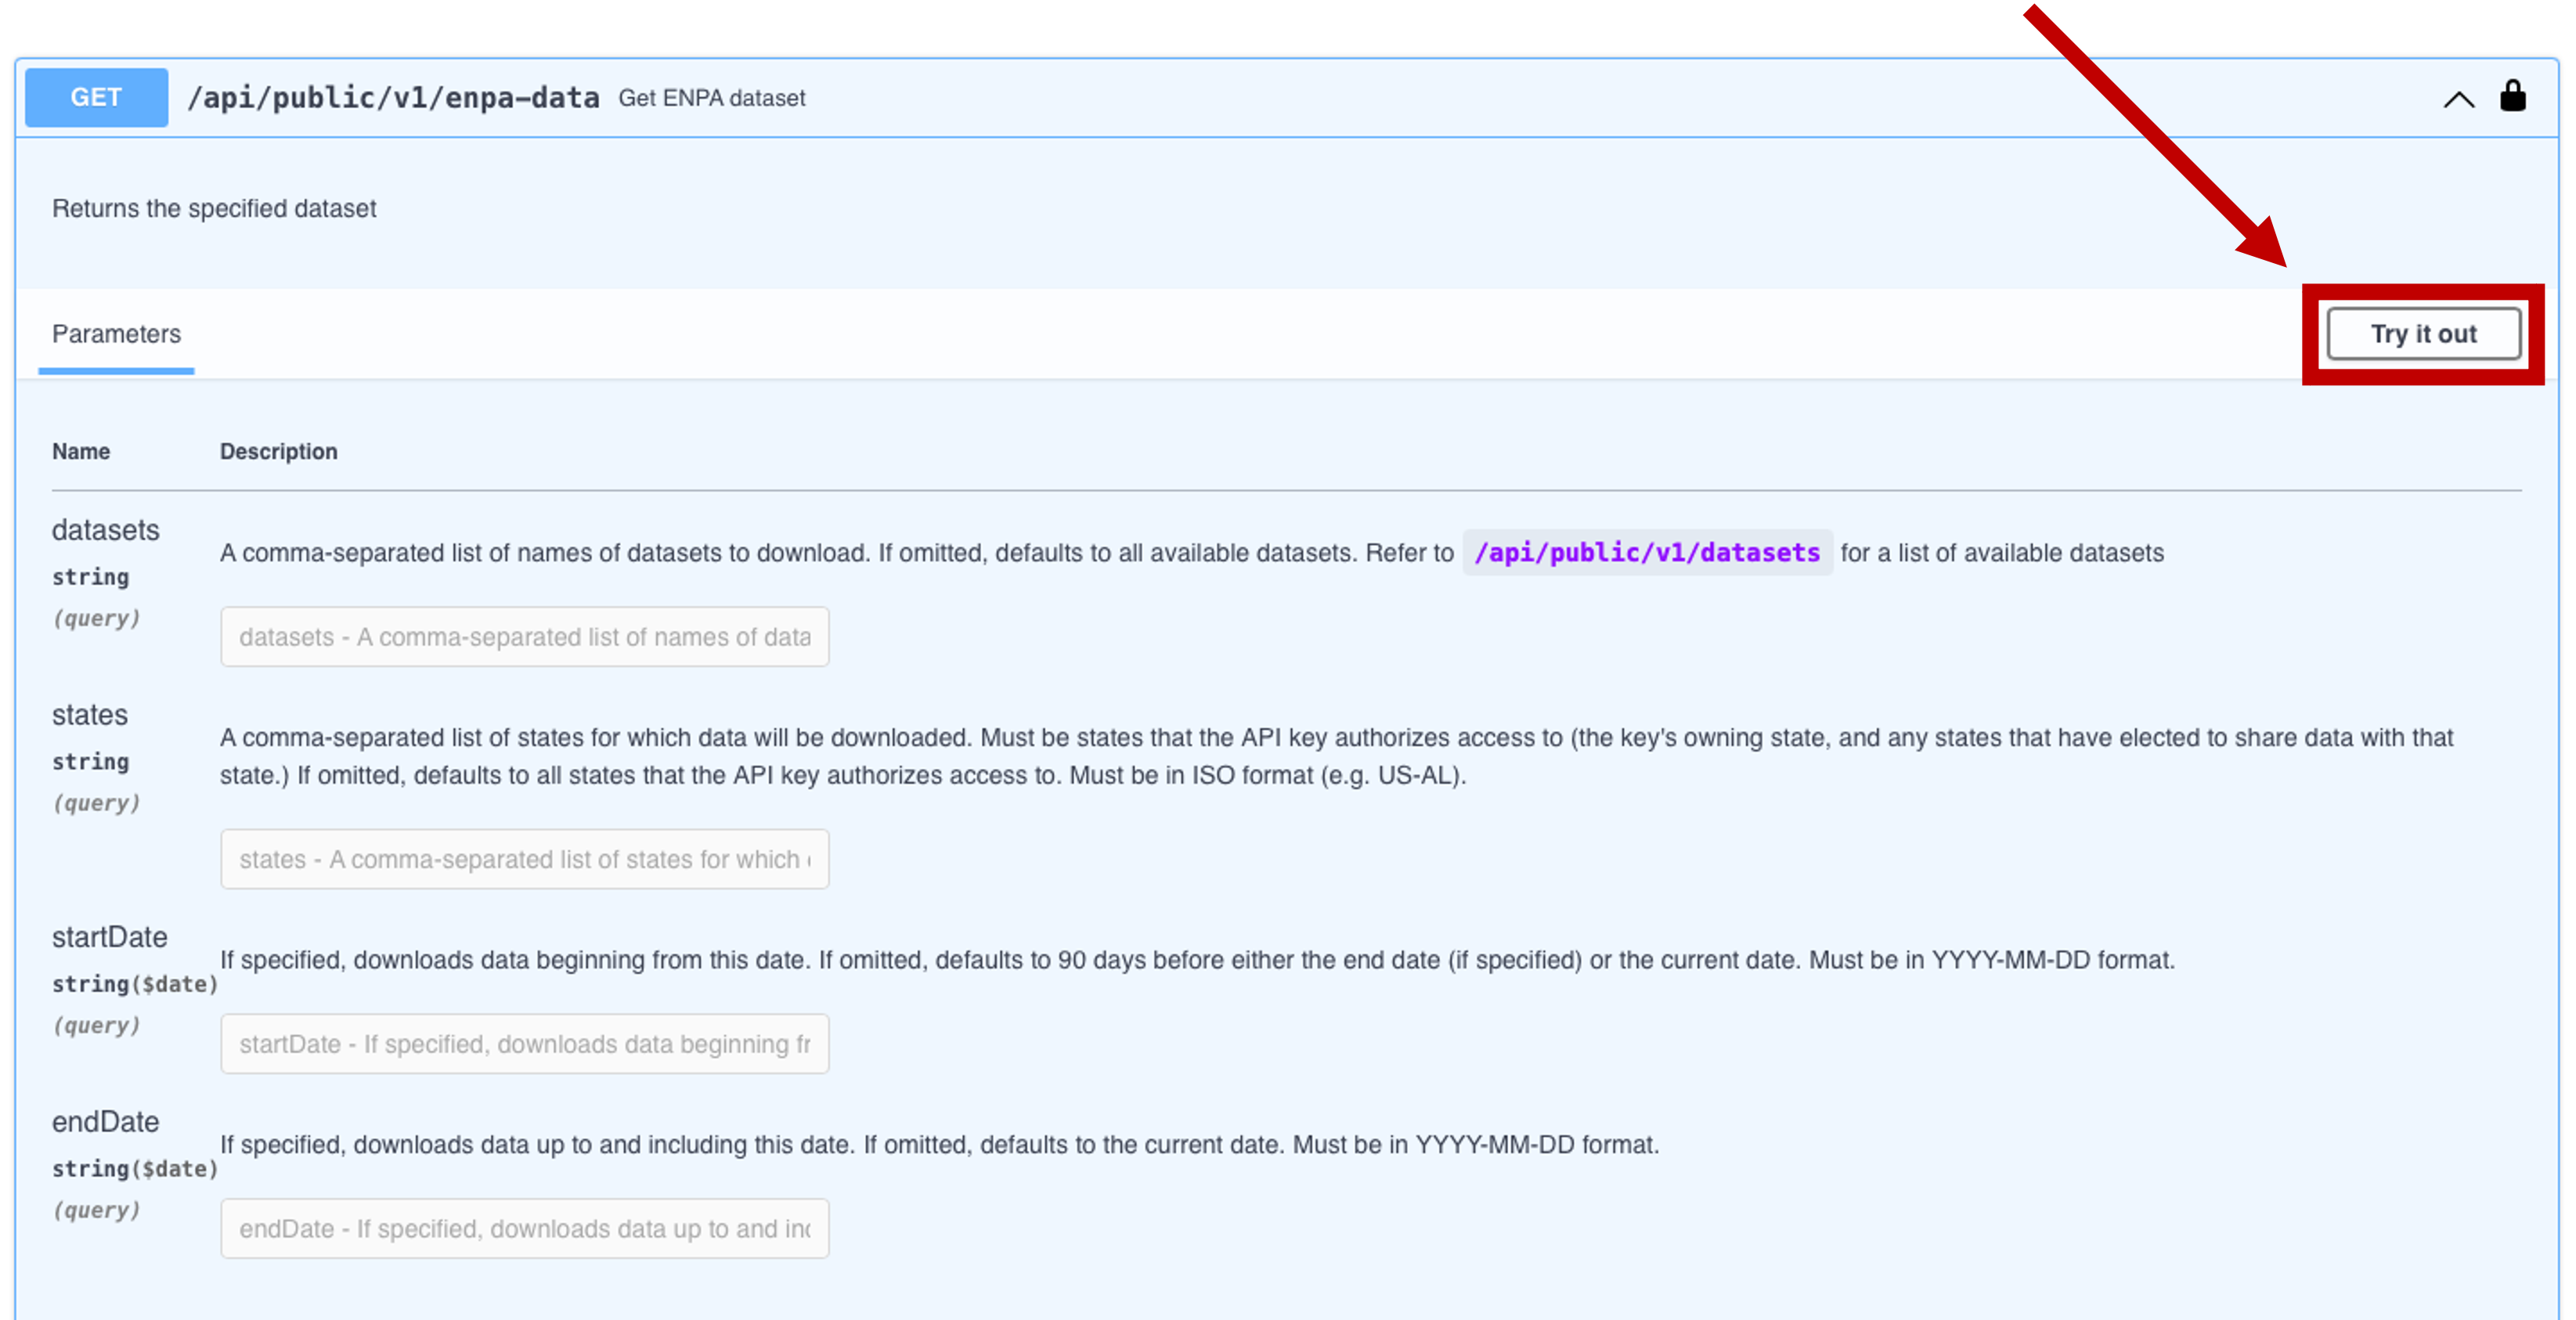 GET /api/public/v1/enpa-data Get ENPA dataset
Returns the specified dataset
Parameters
Try it out
Name Description
datasets
string
(query)
A comma-separated list of names of datasets to download. If omitted, defaults to all available datasets. Refer to /api/public/v1/datasets for a list of available datasets
datasets - A comma-separated list of names of data
states
string
(query)
A comma-separated list of states for which data will be downloaded. Must be states that the API key authorizes access to (the key's owning state, and any states that have elected to share data with that
state.) If omitted, defaults to all states that the API key authorizes access to. Must be in ISO format (e.g. US-AL).
states - A comma-separated list of states for which
startDate
string($date)
(query)
If specified, downloads data beginning from this date. If omitted, defaults to 90 days before either the end date (if specified) or the current date. Must be in YYYY-MM-DD format.
startDate - If specified, downloads data beginning fr
endDate
string($date)
(query)
If specified, downloads data up to and including this date. If omitted, defaults to the current date. Must be in YYYY-MM-DD format.
endDate - If specified, downloads data up to and inc